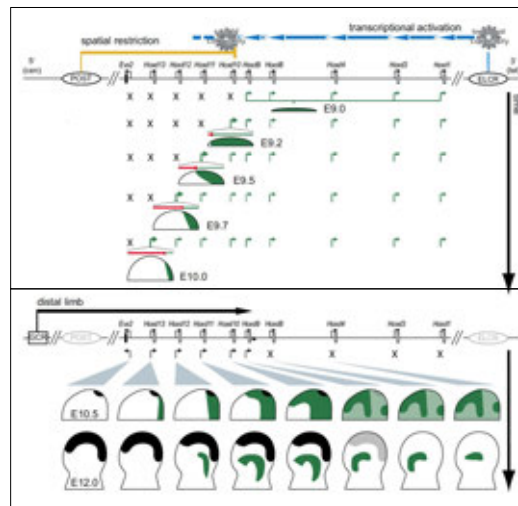 transcriptional activation
spatial restriction
5'
(cen)
POST
Evx2 Hoxd13 Hoxd12 Hoxd11 Hoxd10 Hoxd9 Hoxd8 Hoxd4 Hoxd3 Hoxd1
ELCR
3'
X X X X X
E9.0
X X X X
E9.2
X X X
E9.5
X X
E9.7
X
E10.0
distal limb
GCR POST
Evx2 Hoxd13 Hoxd12 Hoxd11 Hoxd10 Hoxd9 Hoxd8 Hoxd4 Hoxd3 Hoxd1
ELCR
X X X X
E10.5
E12.0